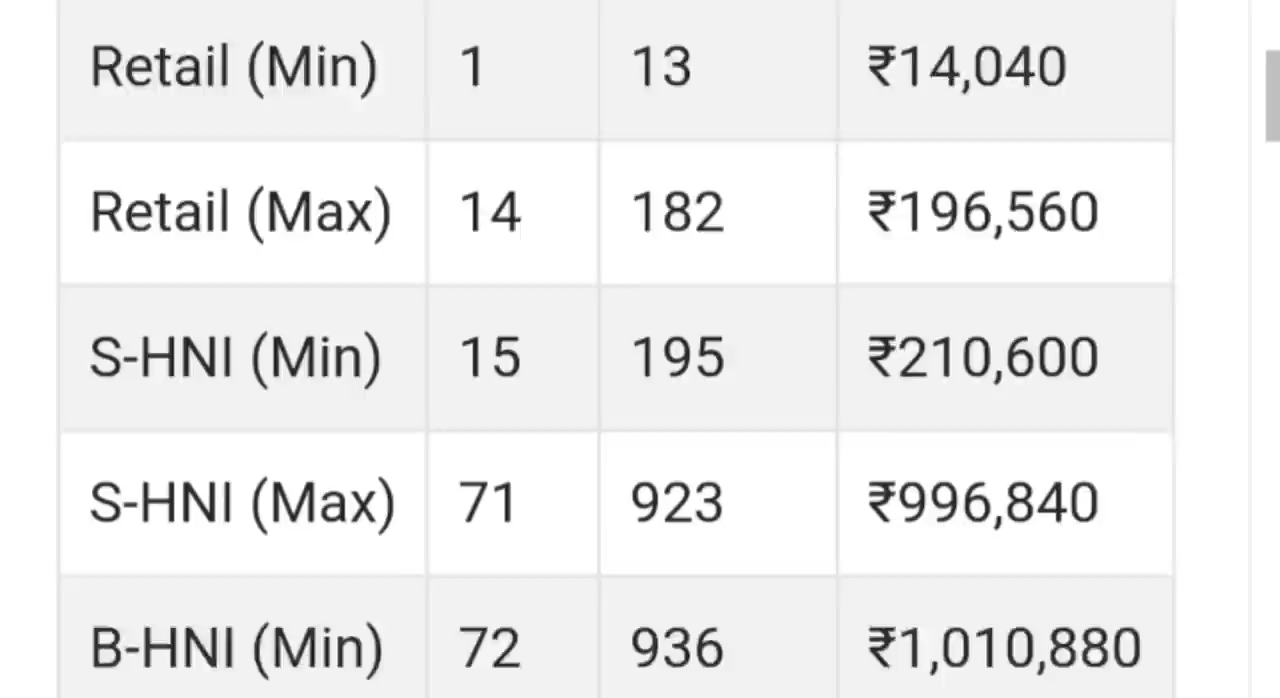 Retail (Min) 1 13 ₹14,040
Retail (Max) 14 182 ₹196,560
S-HNI (Min) 15 195 ₹210,600
S-HNI (Max) 71 923 ₹996,840
B-HNI (Min) 72 936 ₹1,010,880